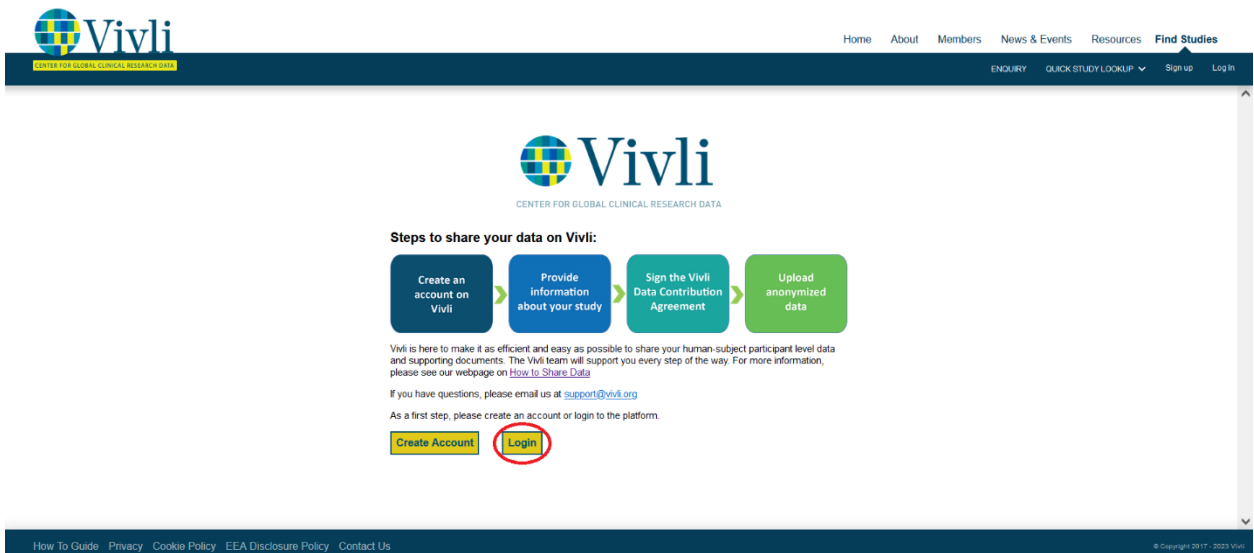 Vivli
CENTER FOR GLOBAL CLINICAL RESEARCH DATA
Home About Members News & Events Resources Find Studies
ENQUIRY QUICK STUDY LOOKUP Sign up Log In
Vivli
CENTER FOR GLOBAL CLINICAL RESEARCH DATA
Steps to share your data on Vivli:
Create an
account on
Vivli
Provide
information
about your study
Sign the Vivli
Data Contribution
Agreement
Upload
anonymized
data
Vivli is here to make it as efficient and easy as possible to share your human-subject participant level data
and supporting documents. The Vivli team will support you every step of the way. For more information,
please see our webpage on How to Share Data
If you have questions, please email us at support@vivli.org
As a first step, please create an account or login to the platform.
Create Account Login
How To Guide Privacy Cookie Policy EEA Disclosure Policy Contact Us
© Copyright 2017 - 2023 Vivli